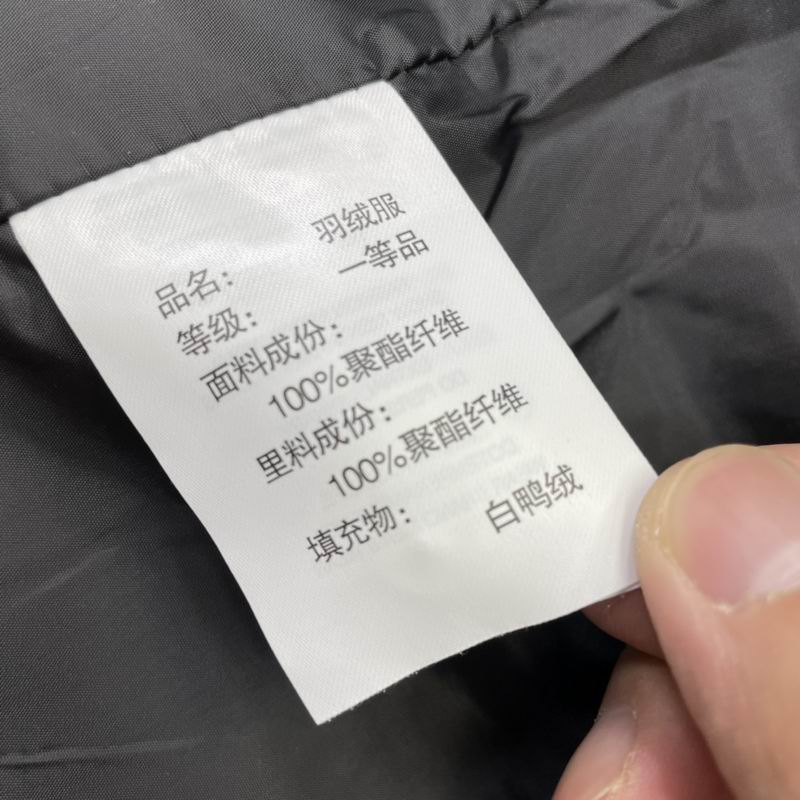 品名： 羽绒服
等级： 一等品
面料成份：
100%聚酯纤维
里料成份：
100%聚酯纤维
填充物： 白鸭绒